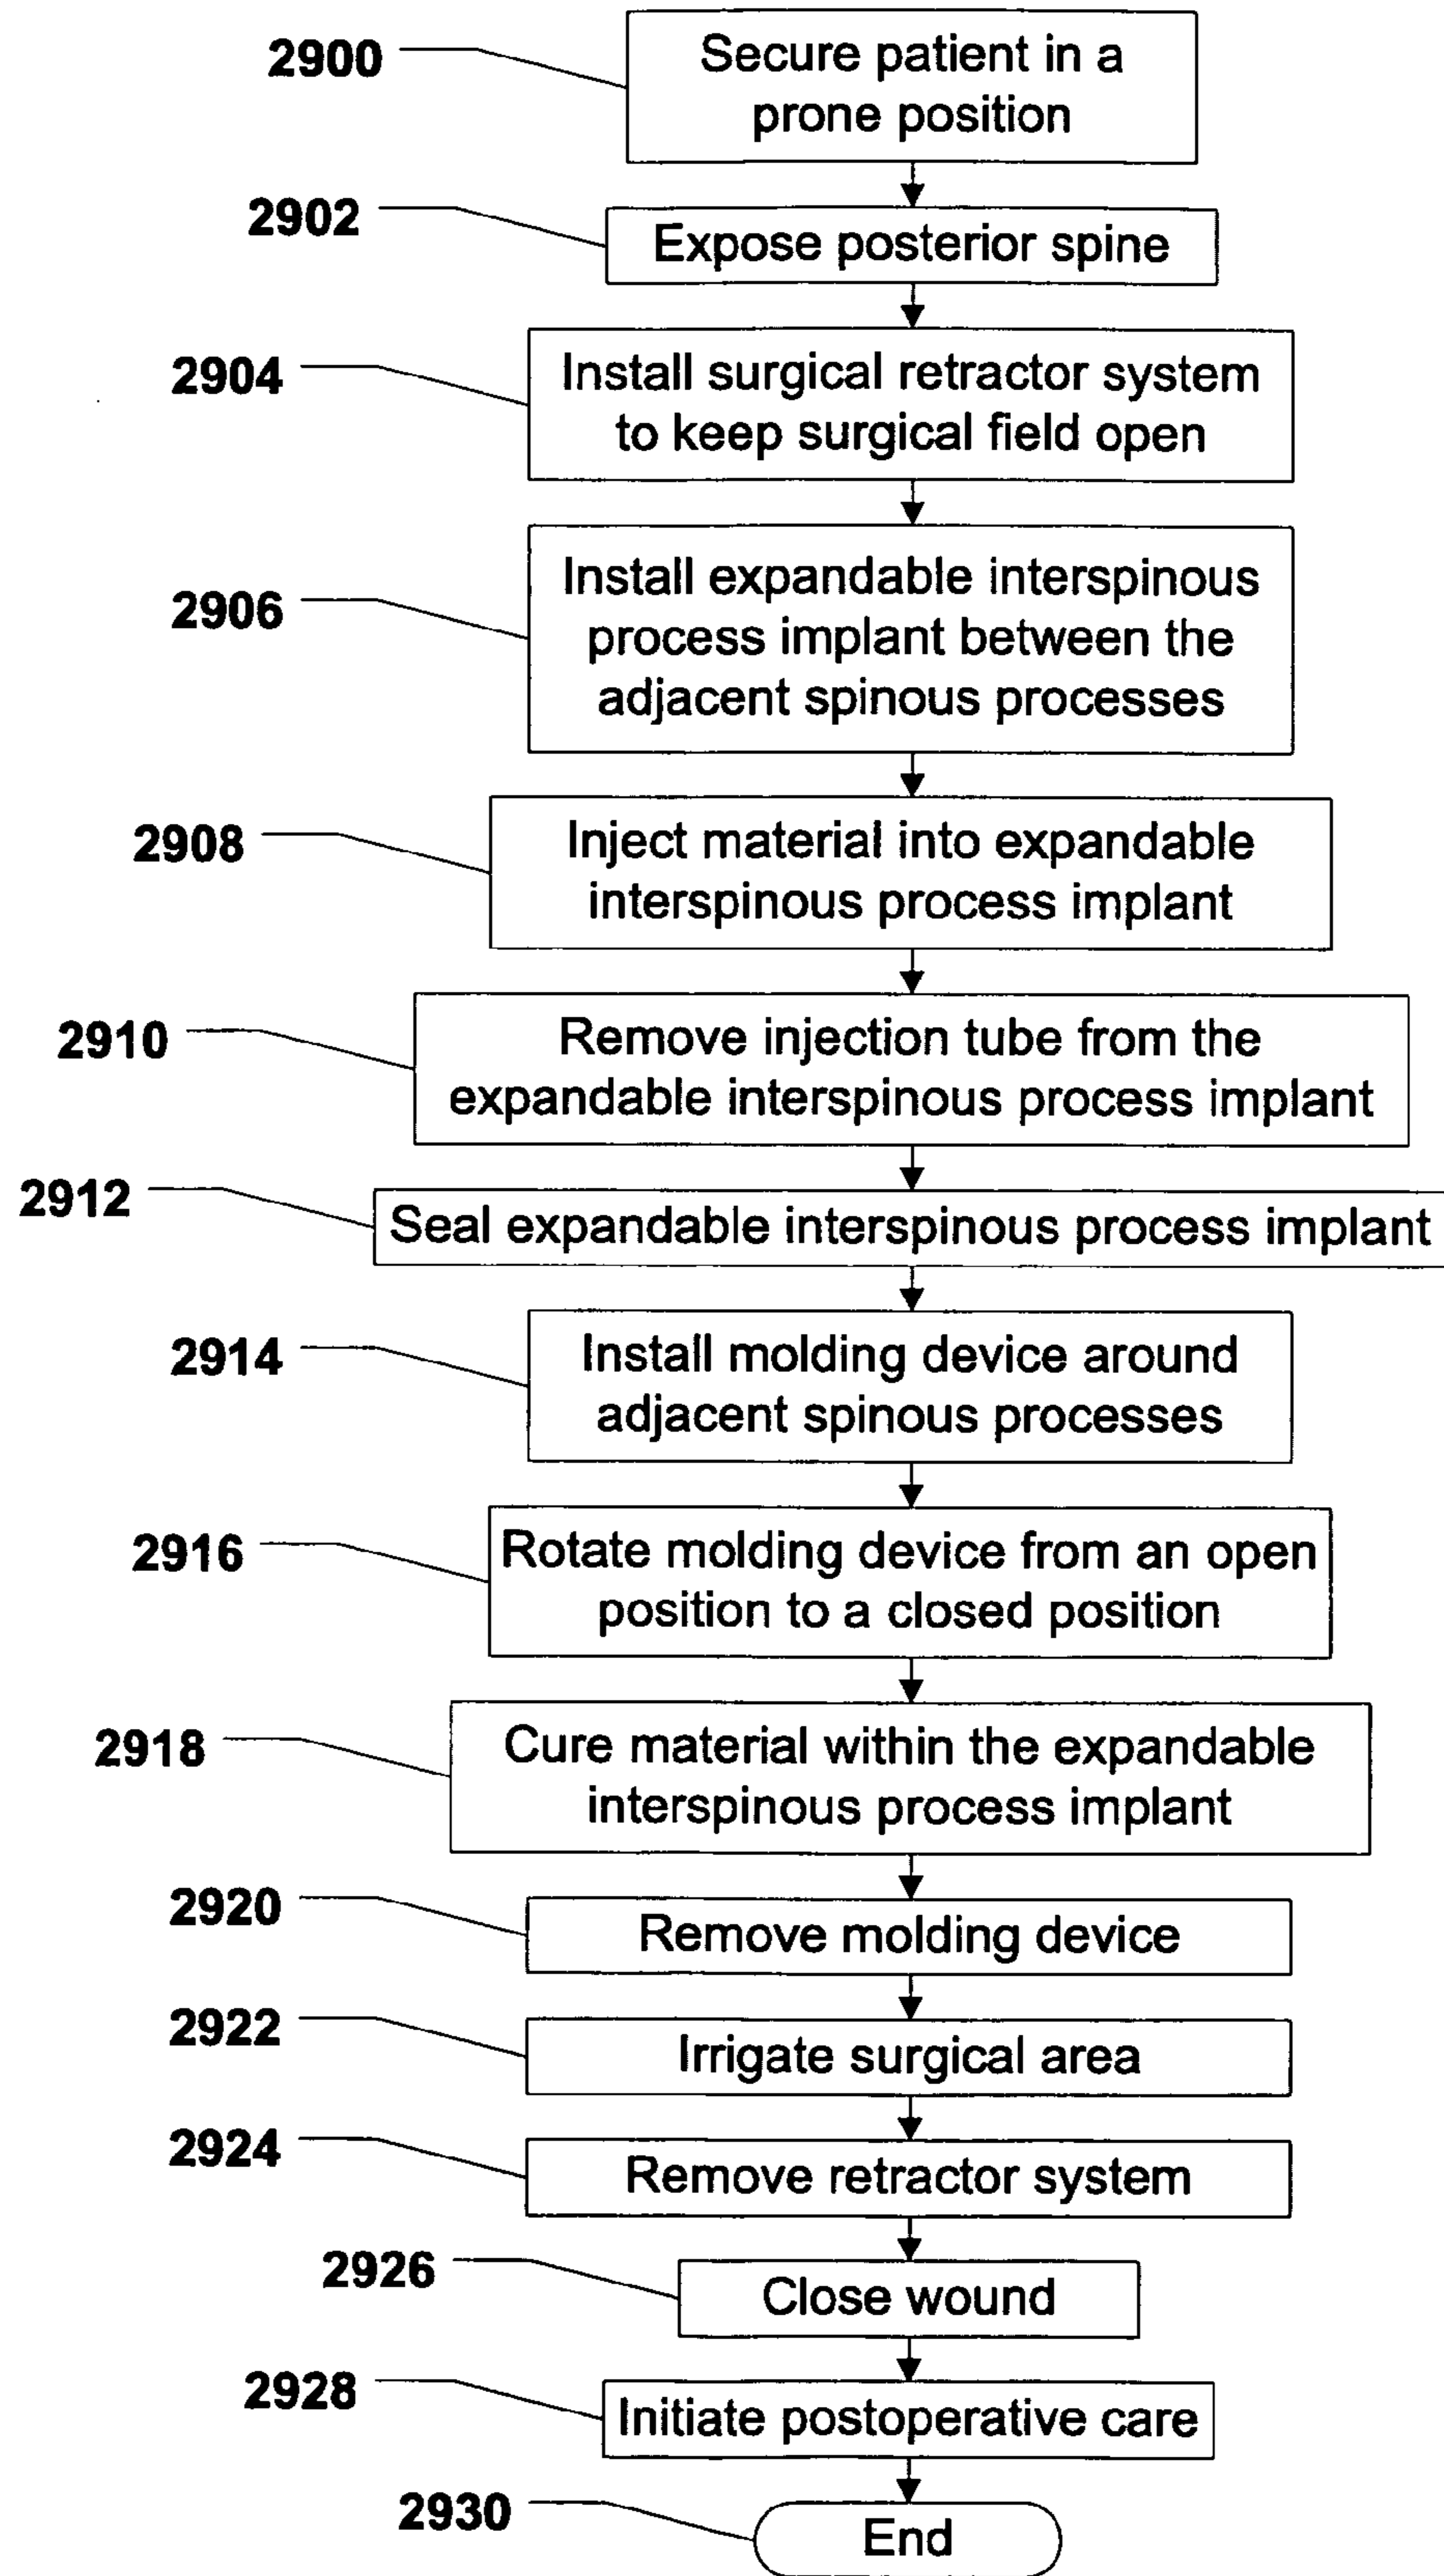 2900
Secure patient in a
prone position
2902
Expose posterior spine
2904
Install surgical retractor system
to keep surgical field open
2906
Install expandable interspinous
process implant between the
adjacent spinous processes
2908
Inject material into expandable
interspinous process implant
2910
Remove injection tube from the
expandable interspinous process implant
2912
Seal expandable interspinous process implant
2914
Install molding device around
adjacent spinous processes
2916
Rotate molding device from an open
position to a closed position
2918
Cure material within the expandable
interspinous process implant
2920
Remove molding device
2922
Irrigate surgical area
2924
Remove retractor system
2926
Close wound
2928
Initiate postoperative care
2930
End